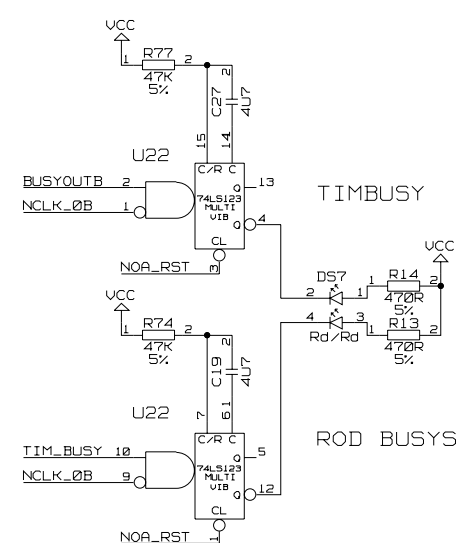 VCC
1 R77 2
47K
5%
C27
2
4U7
15
14
U22
C/R C
BUSYOUTB 2
Q 13
74LS123
MULTI
VIB
NCLK_0B 1
Q 4
CL
NOA_RST
3
TIMBUSY
VCC
DS7
2 1
1 R14 2
470R
5%
4 3
Rd/Rd
1 R13 2
470R
5%
VCC
1 R74 2
47K
5%
C19
2
4U7
7
6 1
U22
C/R C
TIM_BUSY 10
Q 5
74LS123
MULTI
VIB
NCLK_0B 9
Q 12
CL
NOA_RST
1
ROD BUSYS